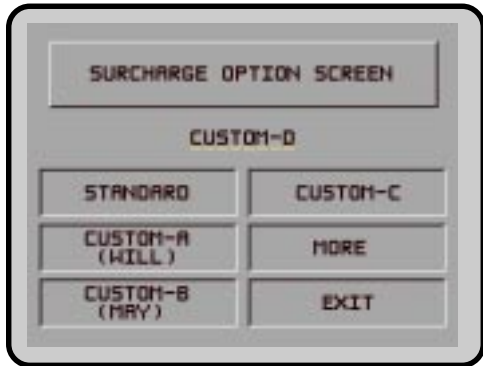 SURCHARGE OPTION SCREEN
CUSTOM-D
STANDARD CUSTOM-C
CUSTOM-A
(WILL)
MORE
CUSTOM-B
(MAY)
EXIT